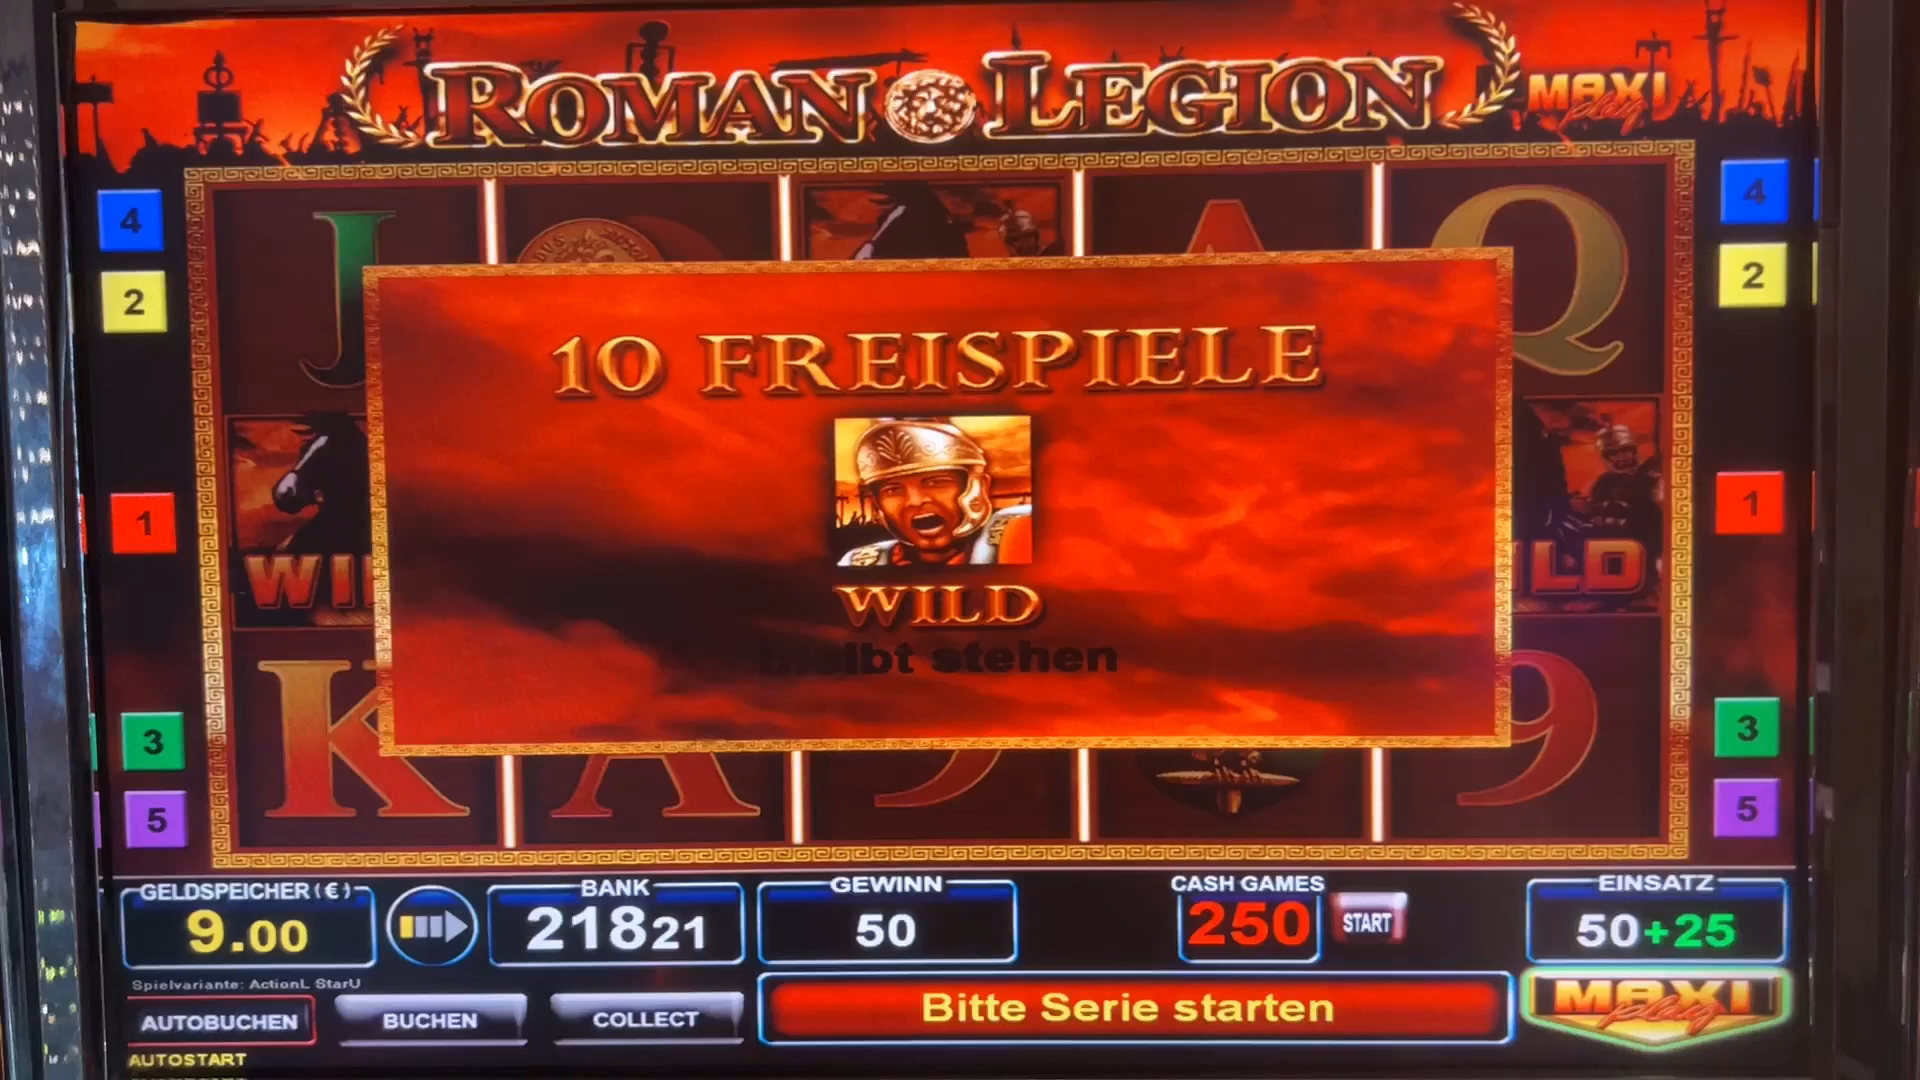 ROMAN LEGION
MAXI play
4
4
2
2
J
A
Q
10 FREISPIELE
1
1
WILD
bleibt stehen
3
3
K
A
9
5
5
GELDSPEICHER(€)
9.00
BANK
21821
GEWINN
50
CASH GAMES
250
START
EINSATZ
50+25
Spielvariante: ActionL StarU
AUTOBUCHEN
BUCHEN
COLLECT
Bitte Serie starten
MAXI play
AUTOSTART